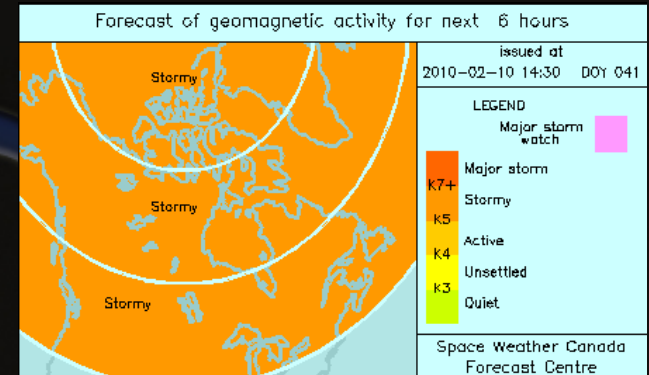 Forecast of geomagnetic activity for next 6 hours
issued at
2010-02-10 14:30 DOY 041
Stormy
Stormy
Stormy
LEGEND
Major storm
watch
Major storm
K7+
Stormy
K5
Active
K4
Unsettled
K3
Quiet
Space Weather Canada
Forecast Centre